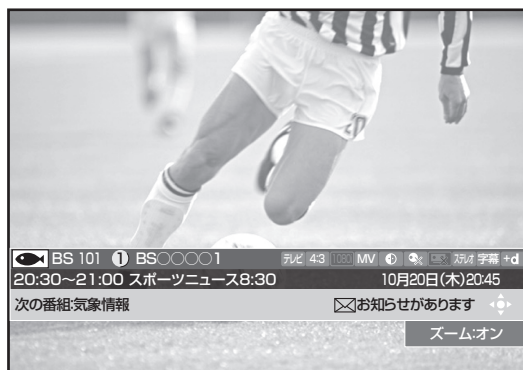 BS 101 ① BS○○○○1 テレビ 4:3 1080 MV ステレオ 字幕 +d
20:30～21:00 スポーツニュース8:30 10月20日(木)20:45
次の番組:気象情報 お知らせがあります
ズーム:オン